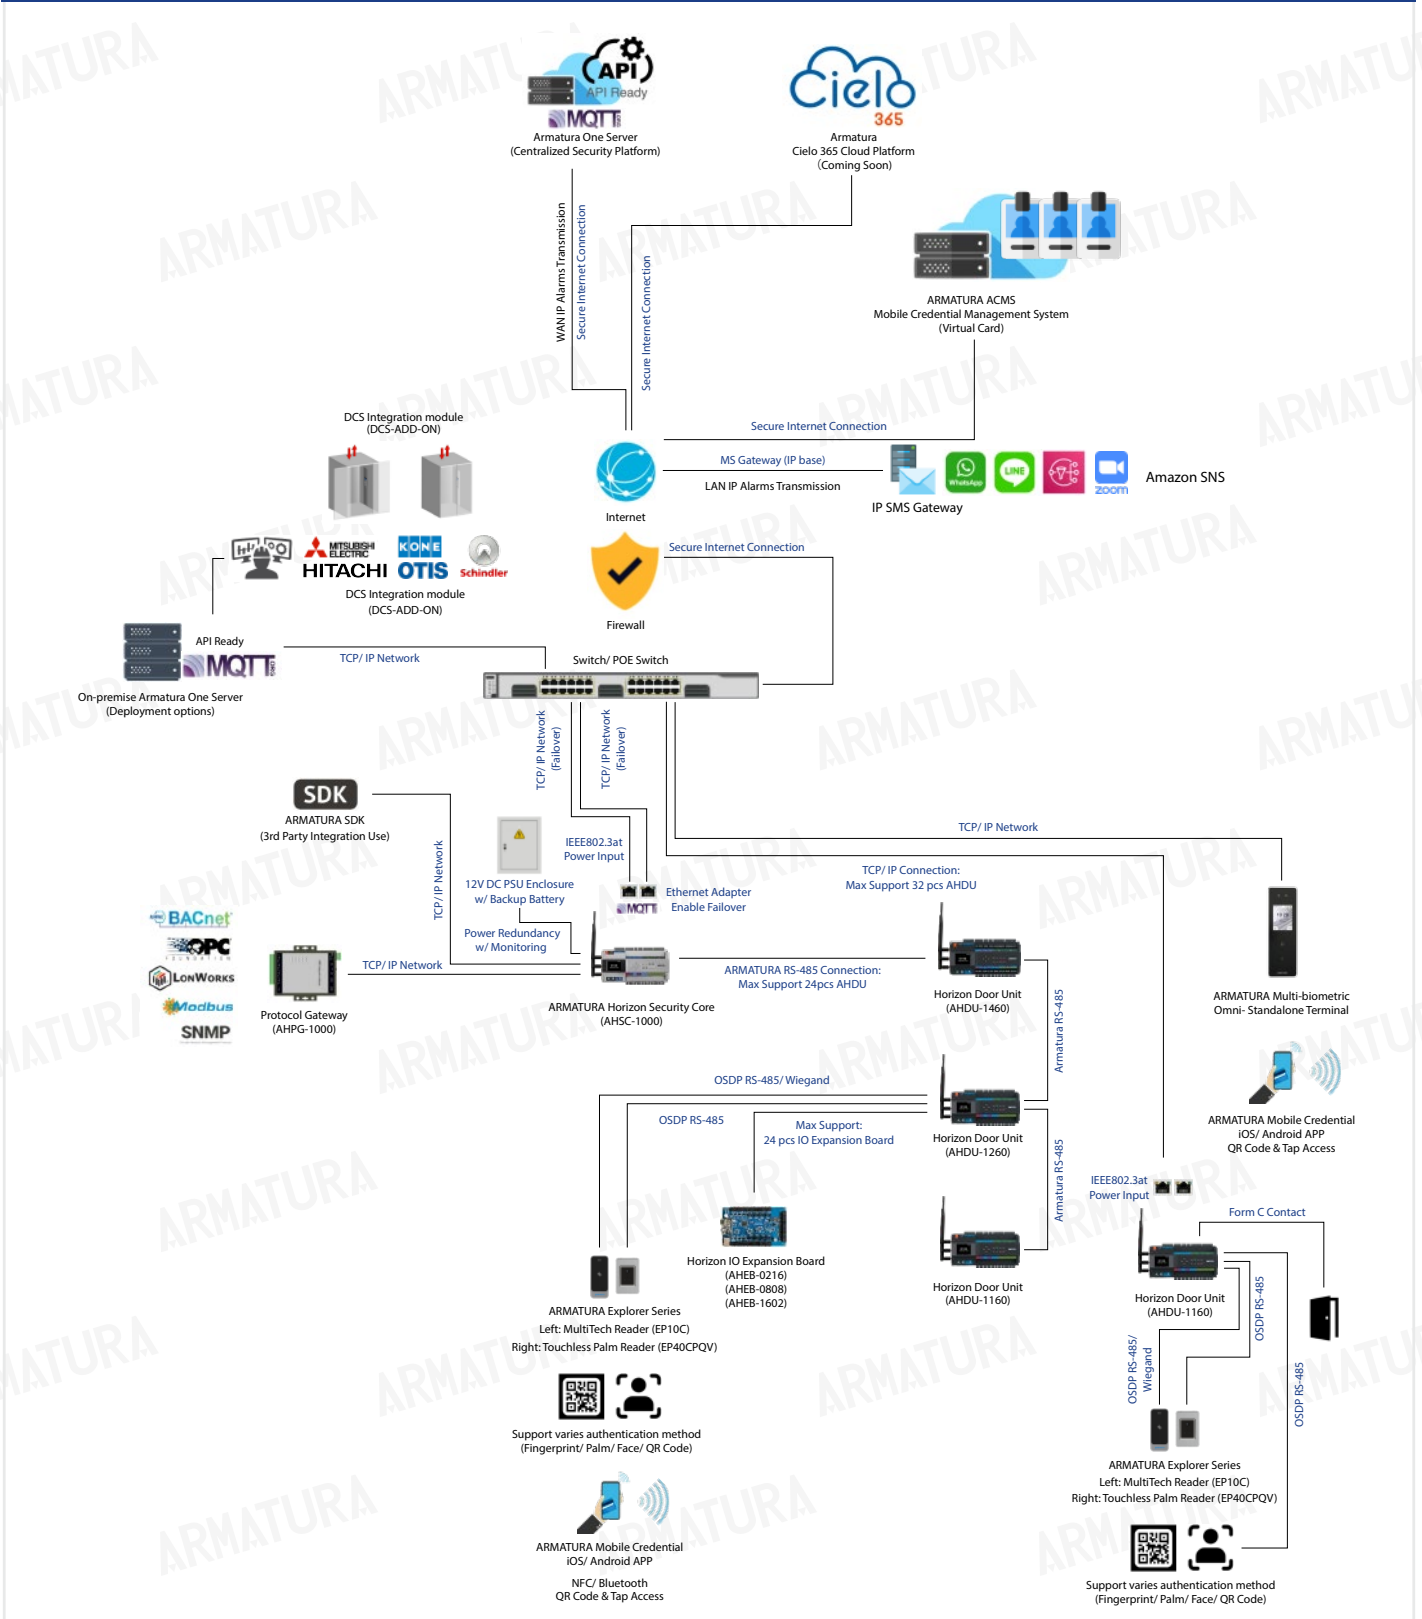 API
API Ready
MQTT
Armatura One Server
(Centralized Security Platform)
Cielo
365
Armatura
Cielo 365 Cloud Platform
(Coming Soon)
WAN IP Alarms Transmission
Secure Internet Connection
Secure Internet Connection
ARMATURA ACMS
Mobile Credential Management System
(Virtual Card)
DCS Integration module
(DCS-ADD-ON)
Secure Internet Connection
MS Gateway (IP base)
LAN IP Alarms Transmission
Internet
WhatsApp
LINE
zoom
Amazon SNS
IP SMS Gateway
MITSUBISHI
ELECTRIC
HITACHI
KONE
OTIS
Schindler
DCS Integration module
(DCS-ADD-ON)
Secure Internet Connection
Firewall
API Ready
MQTT
TCP/ IP Network
On-premise Armatura One Server
(Deployment options)
Switch/ POE Switch
TCP/ IP Network
(Failover)
TCP/ IP Network
(Failover)
SDK
ARMATURA SDK
(3rd Party Integration Use)
TCP/ IP Network
12V DC PSU Enclosure
w/ Backup Battery
IEEE802.3at
Power Input
Ethernet Adapter
Enable Failover
MQTT
Power Redundancy
w/ Monitoring
TCP/ IP Network
TCP/ IP Connection:
Max Support 32 pcs AHDU
BACnet
OPC
FOUNDATION
LONWORKS
Modbus
SNMP
TCP/ IP Network
Protocol Gateway
(AHPG-1000)
ARMATURA Horizon Security Core
(AHSC-1000)
ARMATURA RS-485 Connection:
Max Support 24pcs AHDU
Horizon Door Unit
(AHDU-1460)
Armatura RS-485
ARMATURA Multi-biometric
Omni- Standalone Terminal
ARMATURA Mobile Credential
iOS/ Android APP
QR Code & Tap Access
OSDP RS-485/ Wiegand
OSDP RS-485
Max Support:
24 pcs IO Expansion Board
Horizon Door Unit
(AHDU-1260)
Armatura RS-485
Horizon IO Expansion Board
(AHEB-0216)
(AHEB-0808)
(AHEB-1602)
Horizon Door Unit
(AHDU-1160)
ARMATURA Explorer Series
Left: MultiTech Reader (EP10C)
Right: Touchless Palm Reader (EP40CPQV)
Support varies authentication method
(Fingerprint/ Palm/ Face/ QR Code)
ARMATURA Mobile Credential
iOS/ Android APP
NFC/ Bluetooth
QR Code & Tap Access
IEEE802.3at
Power Input
Form C Contact
Horizon Door Unit
(AHDU-1160)
OSDP RS-485/
Wiegand
OSDP RS-485
OSDP RS-485
ARMATURA Explorer Series
Left: MultiTech Reader (EP10C)
Right: Touchless Palm Reader (EP40CPQV)
Support varies authentication method
(Fingerprint/ Palm/ Face/ QR Code)